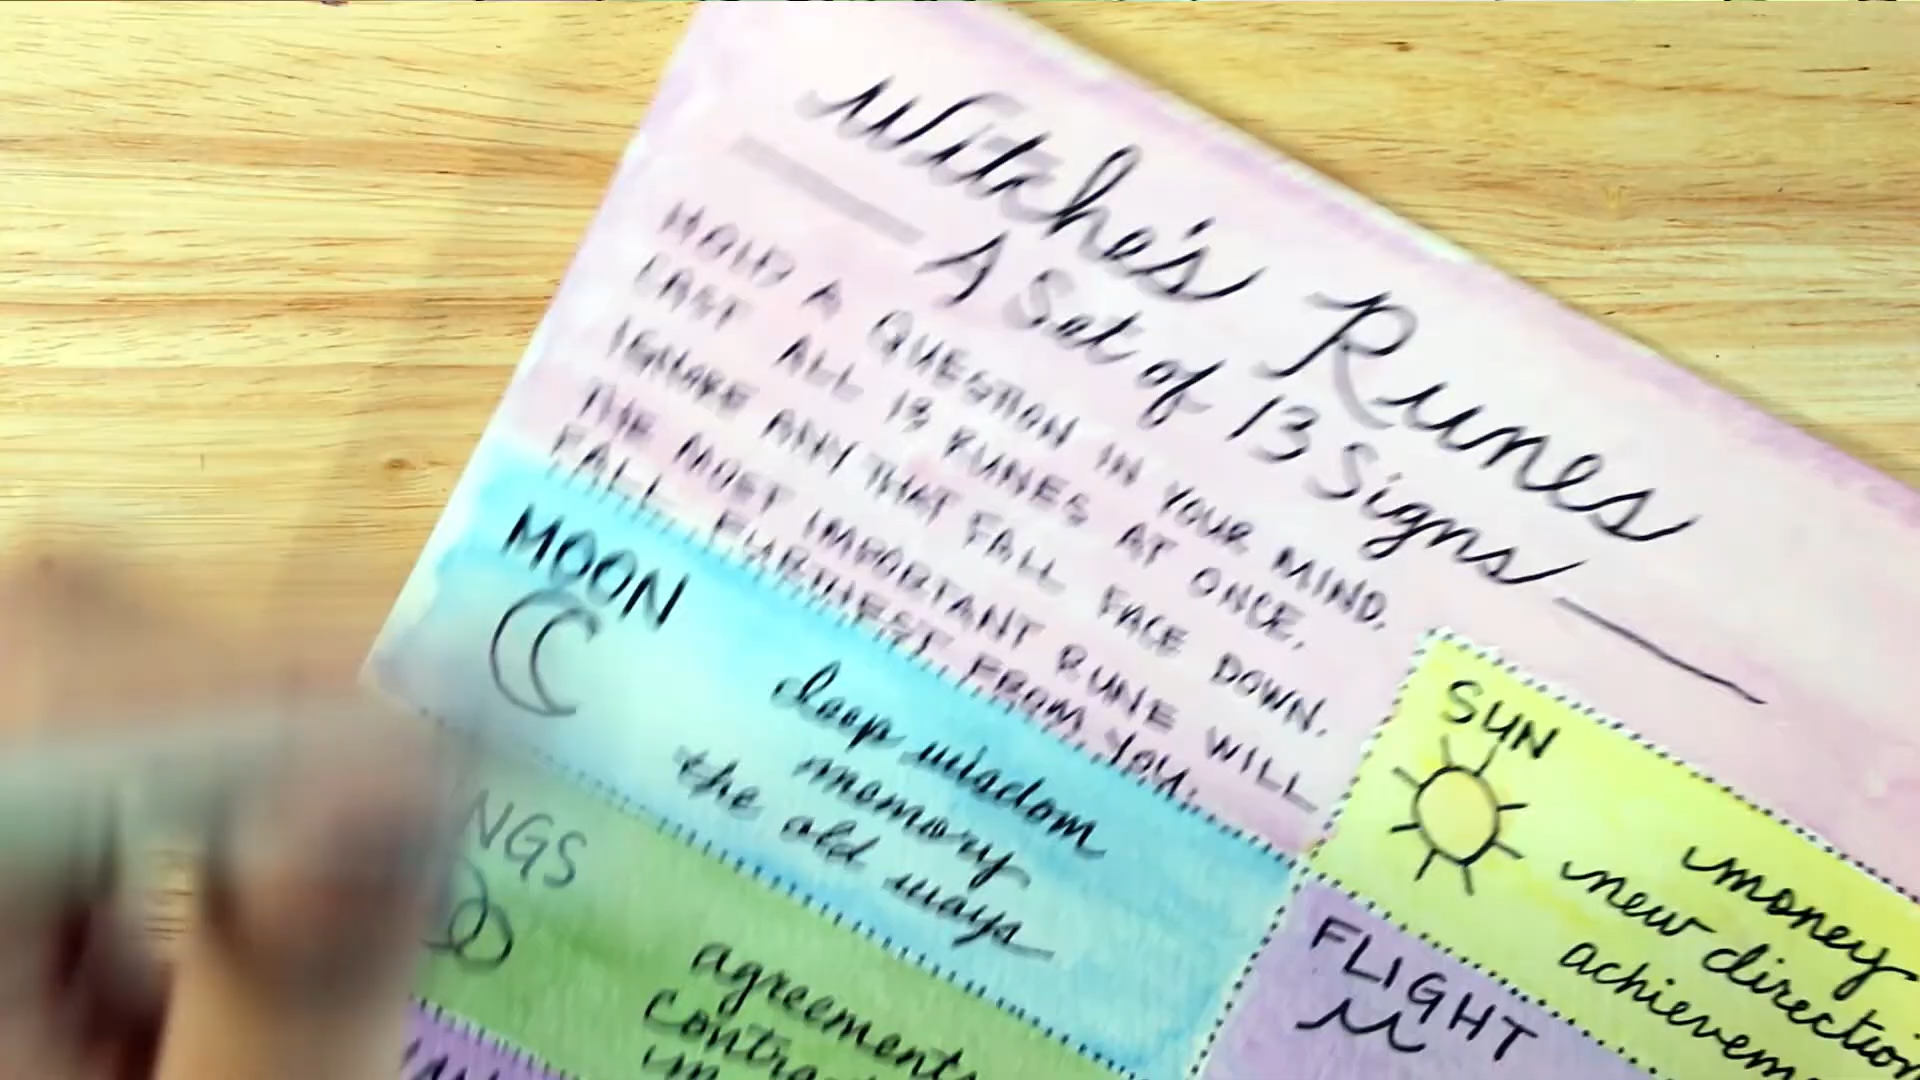 Witche's Runes
A Set of 13 Signs
HOLD A QUESTION IN YOUR MIND.
CAST ALL 13 RUNES AT ONCE.
IGNORE ANY THAT FALL FACE DOWN.
THE MOST IMPORTANT RUNE WILL
FALL FURTHEST FROM YOU.
MOON
deep wisdom
memory
the old ways
SUN
money
new direction
achievem
NGS
agreements
contra
FLIGHT